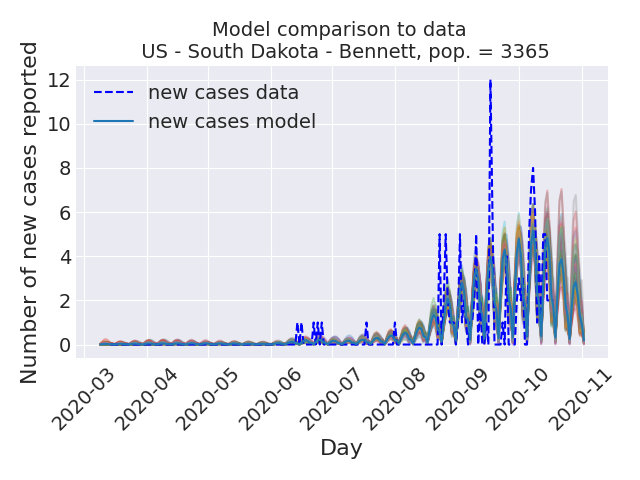 Model comparison to data
US - South Dakota - Bennett, pop. = 3365
Number of new cases reported
12
10
8
6
4
2
0
new cases data
new cases model
2020-03
2020-04
2020-05
2020-06
2020-07
2020-08
2020-09
2020-10
2020-11
Day